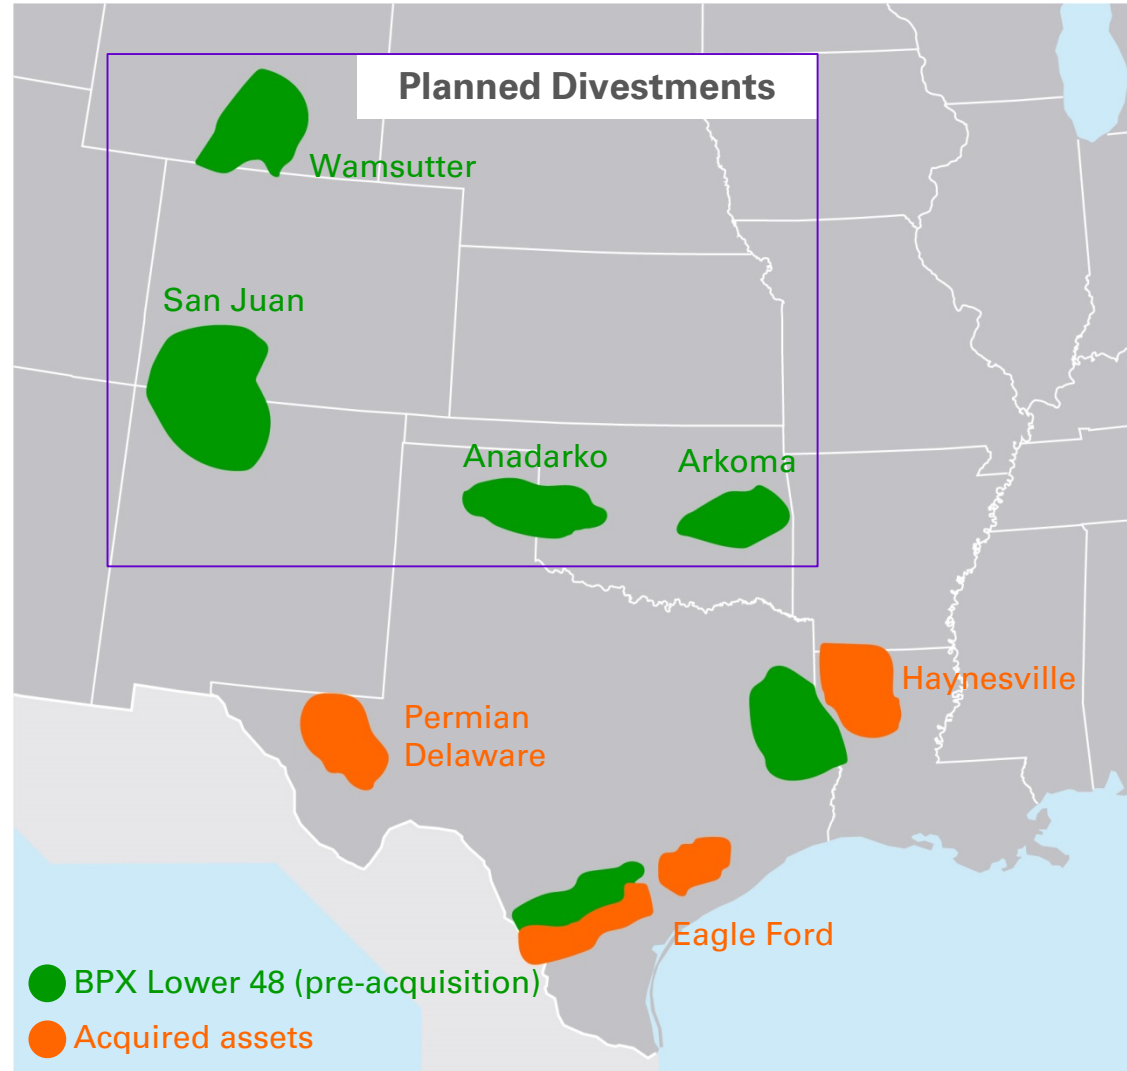 Planned Divestments
Wamsutter
San Juan
Anadarko
Arkoma
Haynesville
Permian
Delaware
Eagle Ford
BPX Lower 48 (pre-acquisition)
Acquired assets